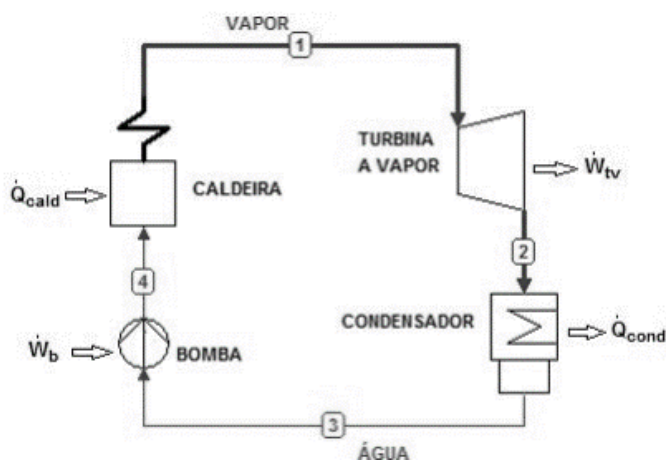 VAPOR
1
TURBINA
A VAPOR
Ẇtv
Q̇cald
CALDEIRA
2
4
CONDENSADOR
Q̇cond
Ẇb
BOMBA
3
ÁGUA